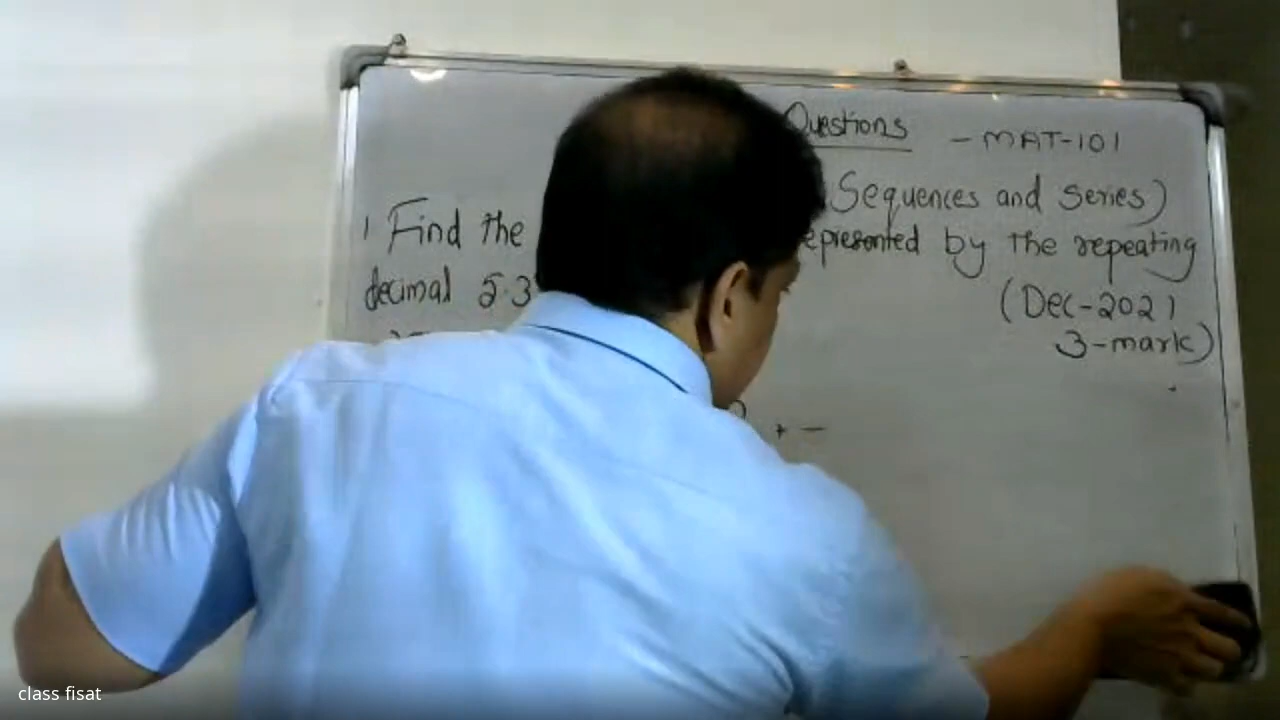 Questions - MAT-101
Sequences and Series)
1 Find the epresented by the repeating
decimal 5.3 (Dec-2021
3-mark)
+ -
class fisat